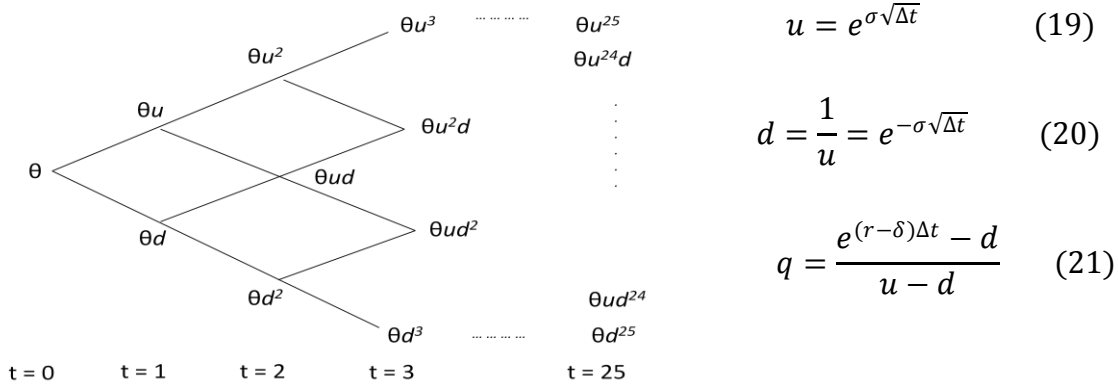 θu³ ... ... ... ... θu²⁵
θu²⁴d
θu²
θu
θu²d
θ
θud
θd
θud²
θd²
θud²⁴
θd³ ... ... ... ... θd²⁵
t = 0 t = 1 t = 2 t = 3 t = 25
u = e^{σ√Δt} (19)
d = 1/u = e^{−σ√Δt} (20)
q = (e^{(r−δ)Δt} − d)/(u − d) (21)